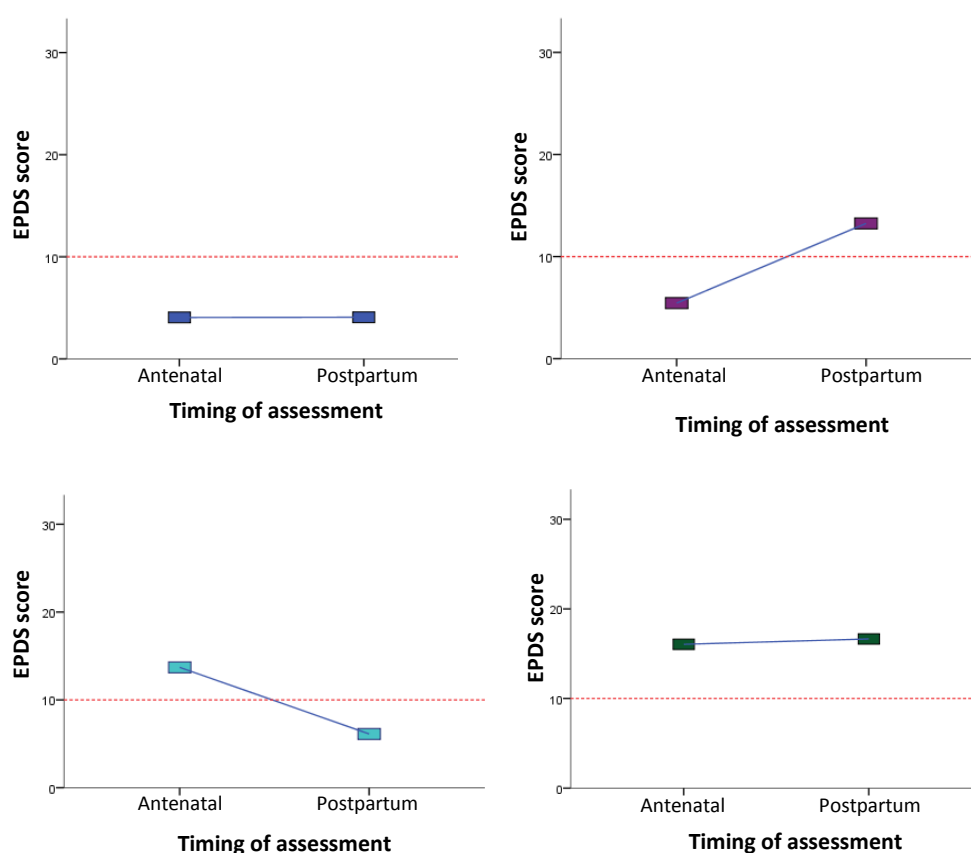 EPDS score
30
20
10
0
Antenatal
Postpartum
Timing of assessment
EPDS score
30
20
10
0
Antenatal
Postpartum
Timing of assessment
EPDS score
30
20
10
0
Antenatal
Postpartum
Timing of assessment
EPDS score
30
20
10
0
Antenatal
Postpartum
Timing of assessment